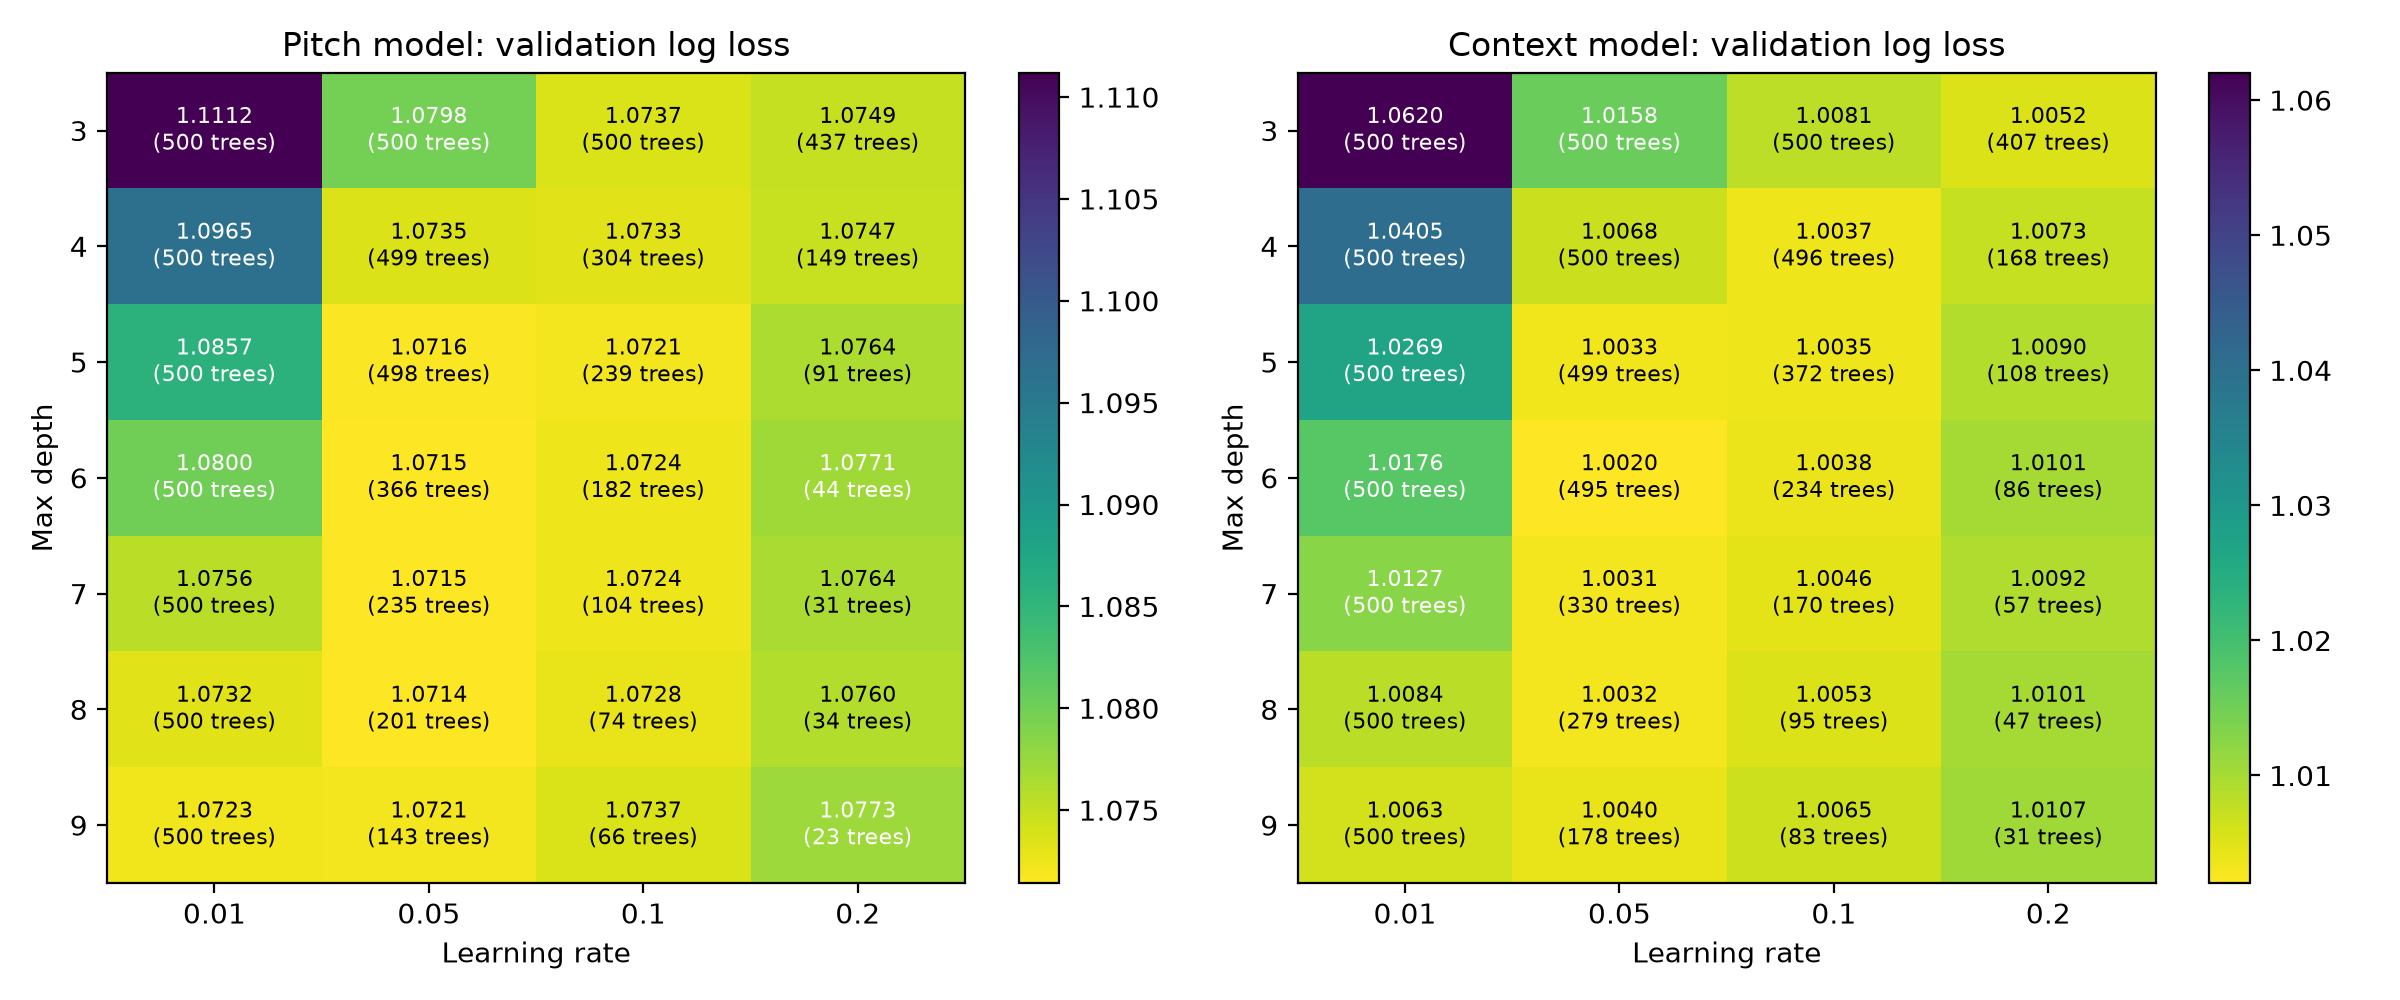 Pitch model: validation log loss
3
1.1112
(500 trees)
1.0798
(500 trees)
1.0737
(500 trees)
1.0749
(437 trees)
4
1.0965
(500 trees)
1.0735
(499 trees)
1.0733
(304 trees)
1.0747
(149 trees)
5
1.0857
(500 trees)
1.0716
(498 trees)
1.0721
(239 trees)
1.0764
(91 trees)
6
1.0800
(500 trees)
1.0715
(366 trees)
1.0724
(182 trees)
1.0771
(44 trees)
7
1.0756
(500 trees)
1.0715
(235 trees)
1.0724
(104 trees)
1.0764
(31 trees)
8
1.0732
(500 trees)
1.0714
(201 trees)
1.0728
(74 trees)
1.0760
(34 trees)
9
1.0723
(500 trees)
1.0721
(143 trees)
1.0737
(66 trees)
1.0773
(23 trees)
Max depth
0.01
0.05
0.1
0.2
Learning rate
1.110
1.105
1.100
1.095
1.090
1.085
1.080
1.075
Context model: validation log loss
3
1.0620
(500 trees)
1.0158
(500 trees)
1.0081
(500 trees)
1.0052
(407 trees)
4
1.0405
(500 trees)
1.0068
(500 trees)
1.0037
(496 trees)
1.0073
(168 trees)
5
1.0269
(500 trees)
1.0033
(499 trees)
1.0035
(372 trees)
1.0090
(108 trees)
6
1.0176
(500 trees)
1.0020
(495 trees)
1.0038
(234 trees)
1.0101
(86 trees)
7
1.0127
(500 trees)
1.0031
(330 trees)
1.0046
(170 trees)
1.0092
(57 trees)
8
1.0084
(500 trees)
1.0032
(279 trees)
1.0053
(95 trees)
1.0101
(47 trees)
9
1.0063
(500 trees)
1.0040
(178 trees)
1.0065
(83 trees)
1.0107
(31 trees)
Max depth
0.01
0.05
0.1
0.2
Learning rate
1.06
1.05
1.04
1.03
1.02
1.01